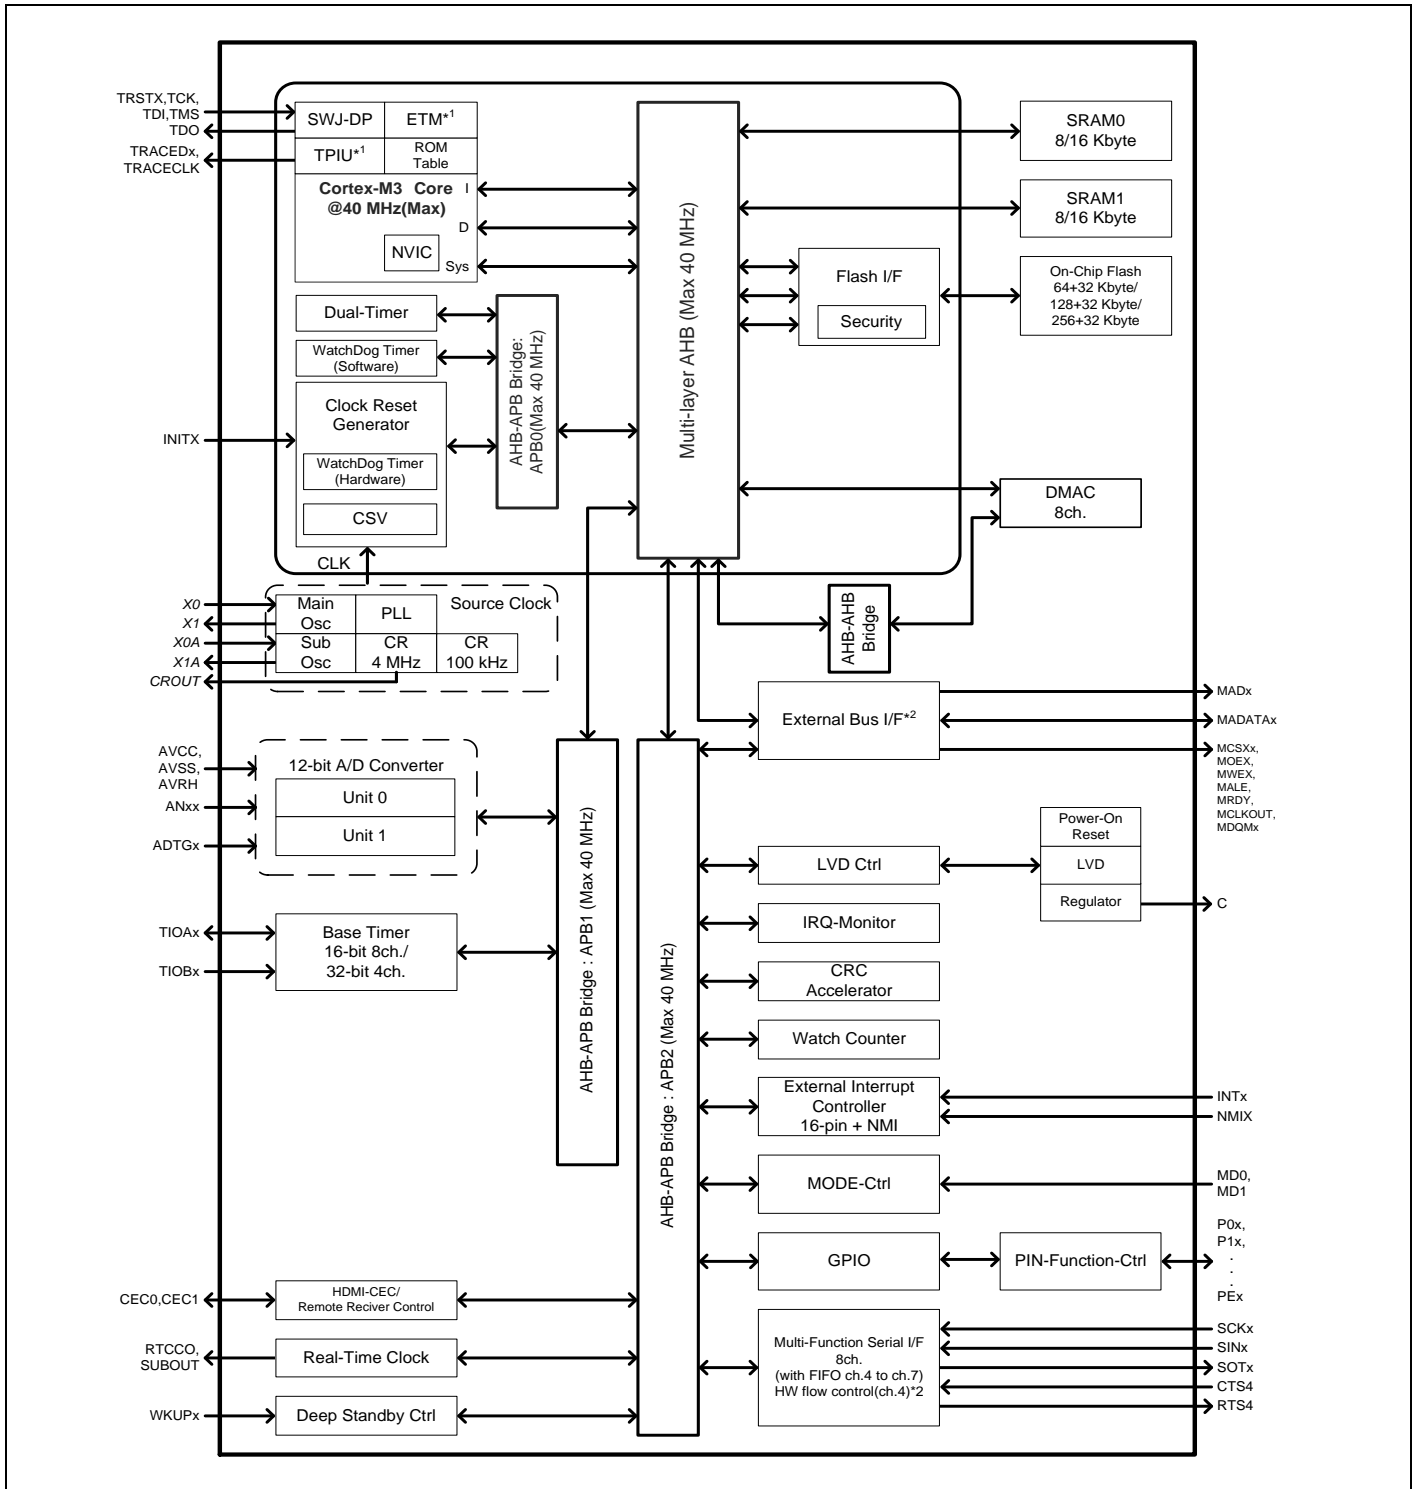 TRSTX,TCK,
TDI,TMS
TDO
TRACEDx,
TRACECLK
SWJ-DP
ETM*1
TPIU*1
ROM
Table
Cortex-M3 Core
@40 MHz(Max)
I
D
Sys
NVIC
Dual-Timer
WatchDog Timer
(Software)
Clock Reset
Generator
WatchDog Timer
(Hardware)
CSV
INITX
CLK
AHB-APB Bridge:
APB0(Max 40 MHz)
Multi-layer AHB (Max 40 MHz)
SRAM0
8/16 Kbyte
SRAM1
8/16 Kbyte
Flash I/F
Security
On-Chip Flash
64+32 Kbyte/
128+32 Kbyte/
256+32 Kbyte
DMAC
8ch.
AHB-AHB
Bridge
X0
X1
X0A
X1A
CROUT
Main
Osc
PLL
Source Clock
Sub
Osc
CR
4 MHz
CR
100 kHz
External Bus I/F*2
MADx
MADATAx
MCSXx,
MOEX,
MWEX,
MALE,
MRDY,
MCLKOUT,
MDQMx
AVCC,
AVSS,
AVRH
ANxx
ADTGx
12-bit A/D Converter
Unit 0
Unit 1
TIOAx
TIOBx
Base Timer
16-bit 8ch./
32-bit 4ch.
AHB-APB Bridge : APB1 (Max 40 MHz)
AHB-APB Bridge : APB2 (Max 40 MHz)
LVD Ctrl
Power-On
Reset
LVD
Regulator
C
IRQ-Monitor
CRC
Accelerator
Watch Counter
External Interrupt
Controller
16-pin + NMI
INTx
NMIX
MODE-Ctrl
MD0,
MD1
GPIO
PIN-Function-Ctrl
P0x,
P1x,
.
.
.
PEx
CEC0,CEC1
HDMI-CEC/
Remote Reciver Control
RTCCO,
SUBOUT
Real-Time Clock
WKUPx
Deep Standby Ctrl
Multi-Function Serial I/F
8ch.
(with FIFO ch.4 to ch.7)
HW flow control(ch.4)*2
SCKx
SINx
SOTx
CTS4
RTS4